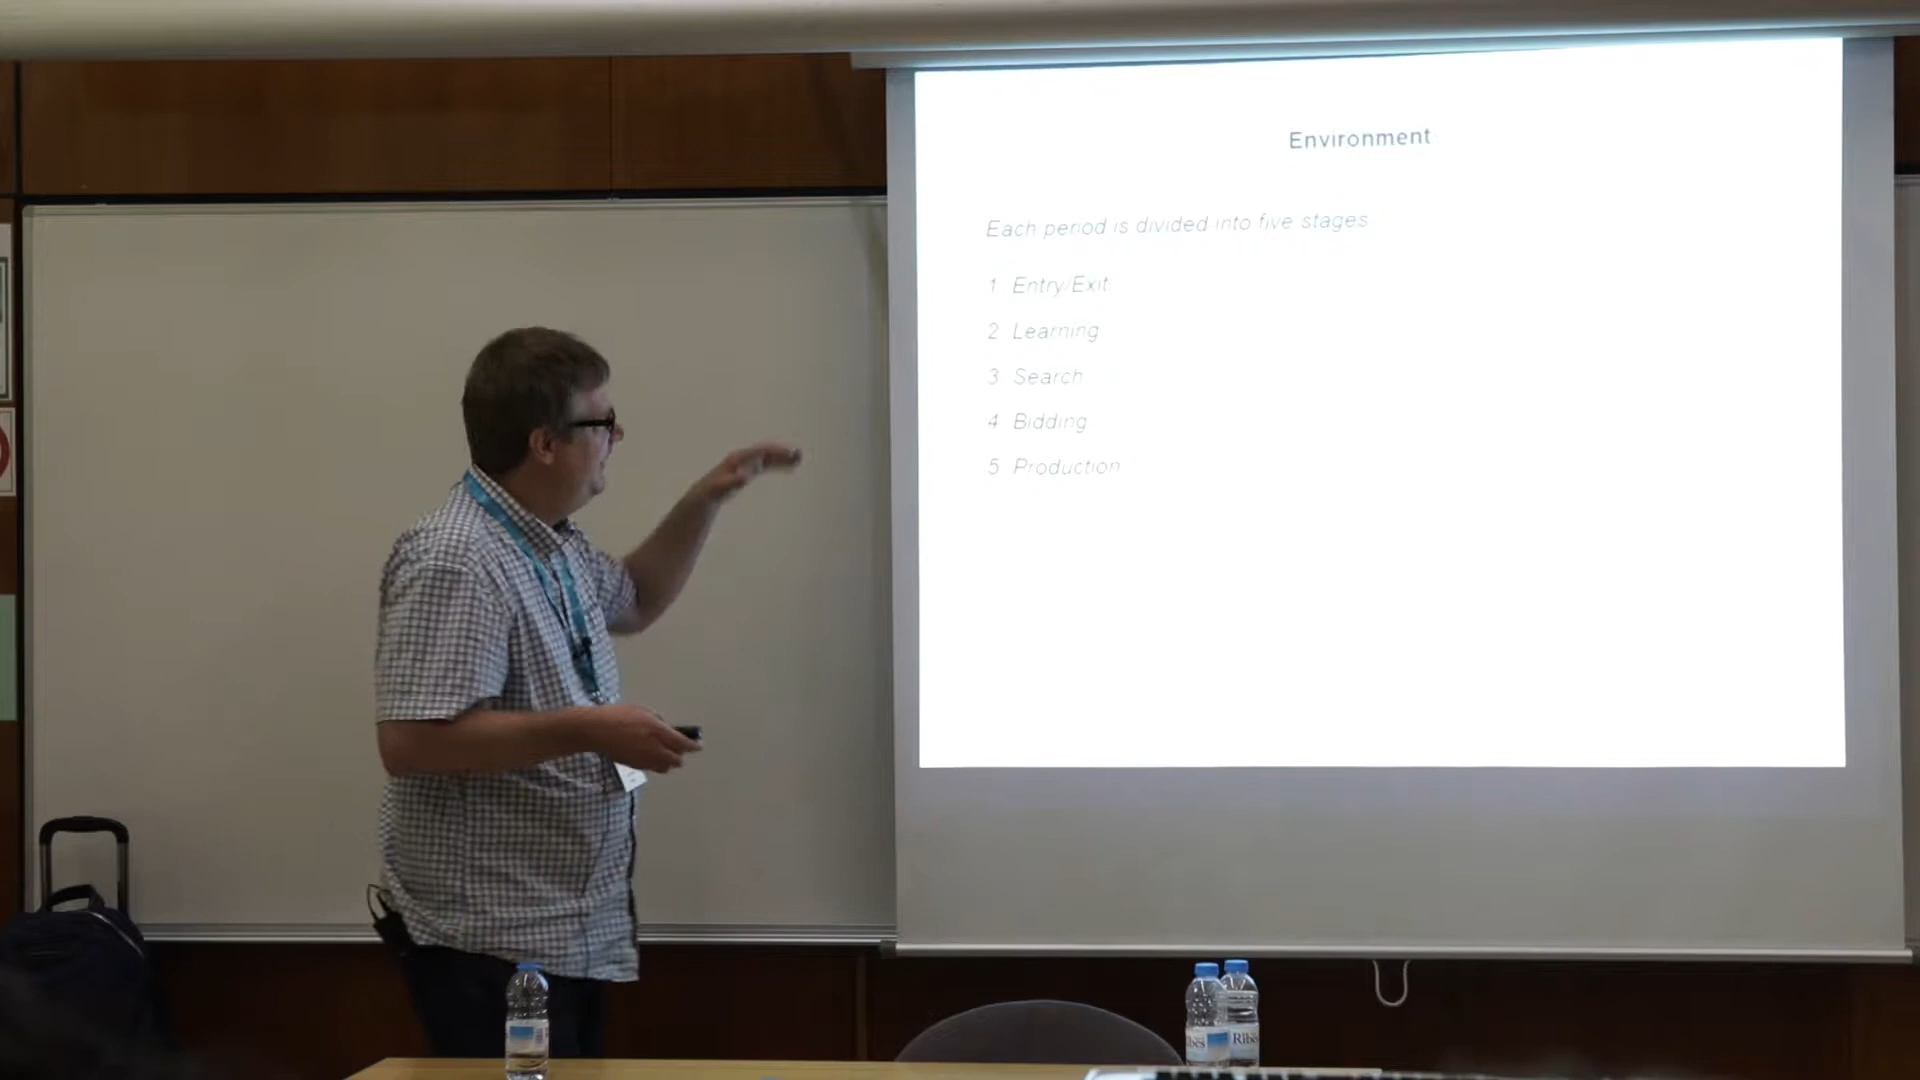 Environment
Each period is divided into five stages
1 Entry/Exit
2 Learning
3 Search
4 Bidding
5 Production
Ribes